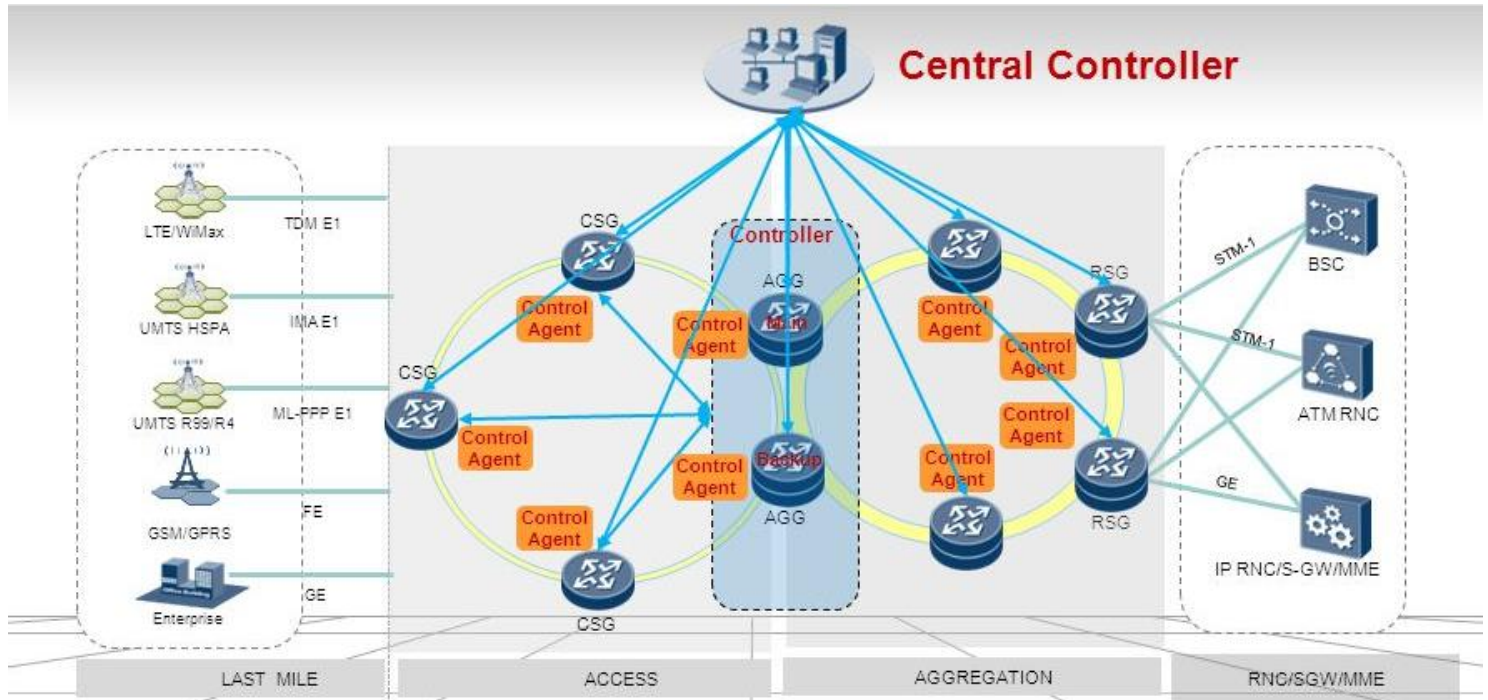 Central Controller
LTE/WiMax
TDM E1
UMTS HSPA
IMA E1
UMTS R99/R4
ML-PPP E1
GSM/GPRS
FE
Office Building
Enterprise
GE
CSG
Control
Agent
CSG
Control
Agent
Control
Agent
CSG
Controller
AGG
Main
Control
Agent
Backup
Control
Agent
AGG
Control
Agent
RSG
Control
Agent
Control
Agent
Control
Agent
RSG
STM-1
STM-1
GE
BSC
ATM RNC
IP RNC/S-GW/MME
LAST MILE
ACCESS
AGGREGATION
RNC/SGW/MME